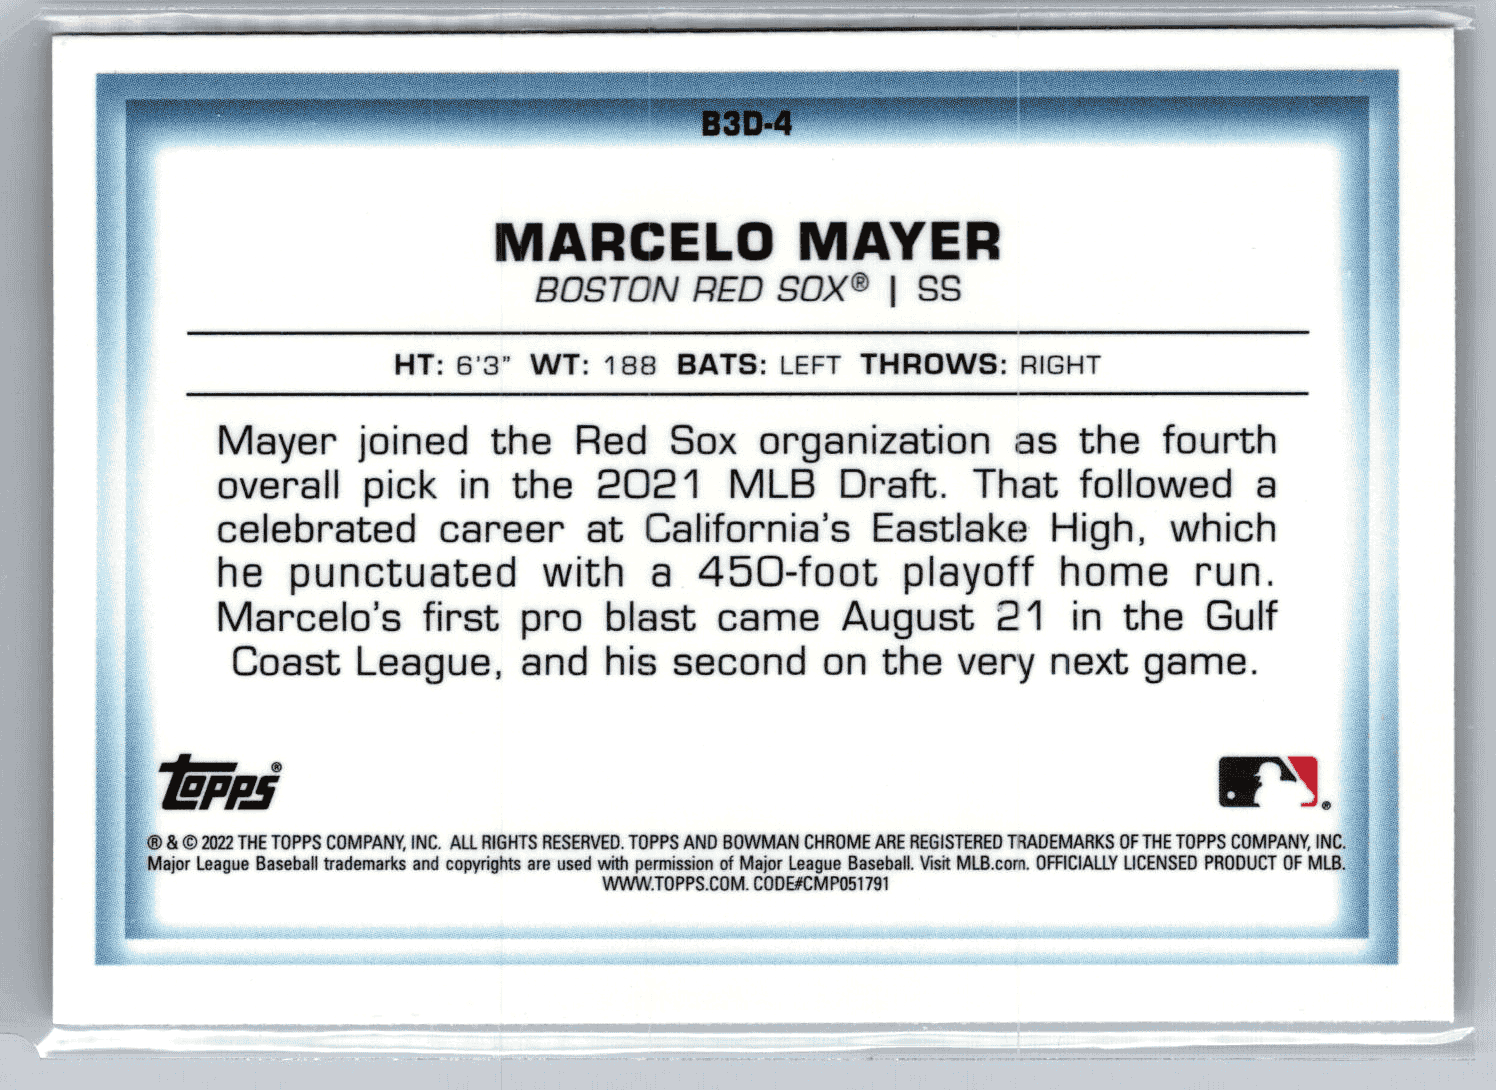 B3D-4
MARCELO MAYER
BOSTON RED SOX® | SS
HT: 6'3" WT: 188 BATS: LEFT THROWS: RIGHT
Mayer joined the Red Sox organization as the fourth
overall pick in the 2021 MLB Draft. That followed a
celebrated career at California's Eastlake High, which
he punctuated with a 450-foot playoff home run.
Marcelo's first pro blast came August 21 in the Gulf
Coast League, and his second on the very next game.
topps®
®
® & © 2022 THE TOPPS COMPANY, INC. ALL RIGHTS RESERVED. TOPPS AND BOWMAN CHROME ARE REGISTERED TRADEMARKS OF THE TOPPS COMPANY, INC.
Major League Baseball trademarks and copyrights are used with permission of Major League Baseball. Visit MLB.com. OFFICIALLY LICENSED PRODUCT OF MLB.
WWW.TOPPS.COM. CODE#CMP051791